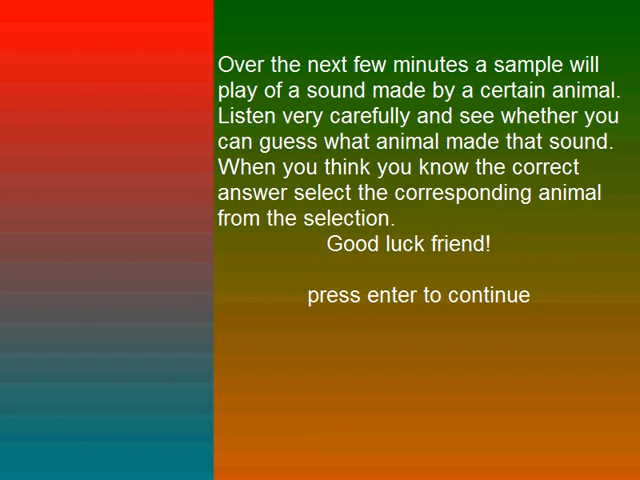 Over the next few minutes a sample will
play of a sound made by a certain animal.
Listen very carefully and see whether you
can guess what animal made that sound.
When you think you know the correct
answer select the corresponding animal
from the selection.
Good luck friend!
press enter to continue